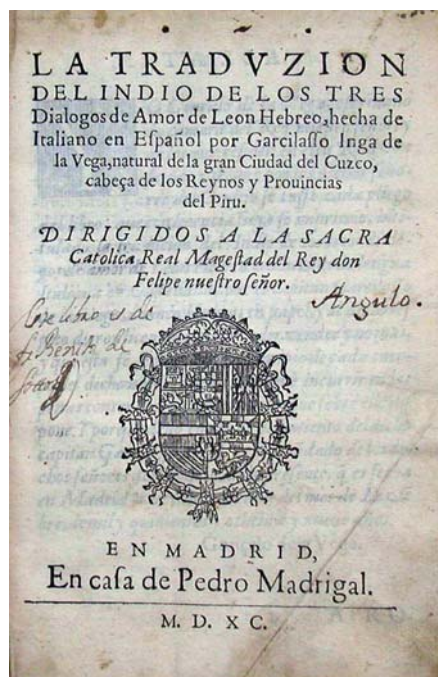 LA TRADVZION
DEL INDIO DE LOS TRES
Dialogos de Amor de Leon Hebreo, hecha de
Italiano en Eſpañol por Garcilaſſo Inga de
la Vega, natural de la gran Ciudad del Cuzco,
cabeça de los Reynos y Prouincias
del Piru.
DIRIGIDOS A LA SACRA
Catolica Real Mageſtad del Rey don
Felipe nueſtro ſeñor.
Angulo.
de
EN MADRID,
En caſa de Pedro Madrigal.
M. D. X C.